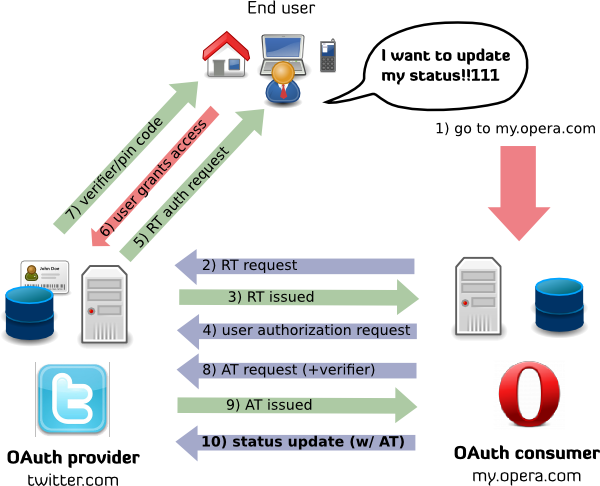 End user
I want to update
my status!!111
1) go to my.opera.com
7) verifier/pin code
6) user grants access
5) RT auth request
John Doe
2) RT request
3) RT issued
4) user authorization request
8) AT request (+verifier)
9) AT issued
10) status update (w/ AT)
OAuth provider
twitter.com
OAuth consumer
my.opera.com